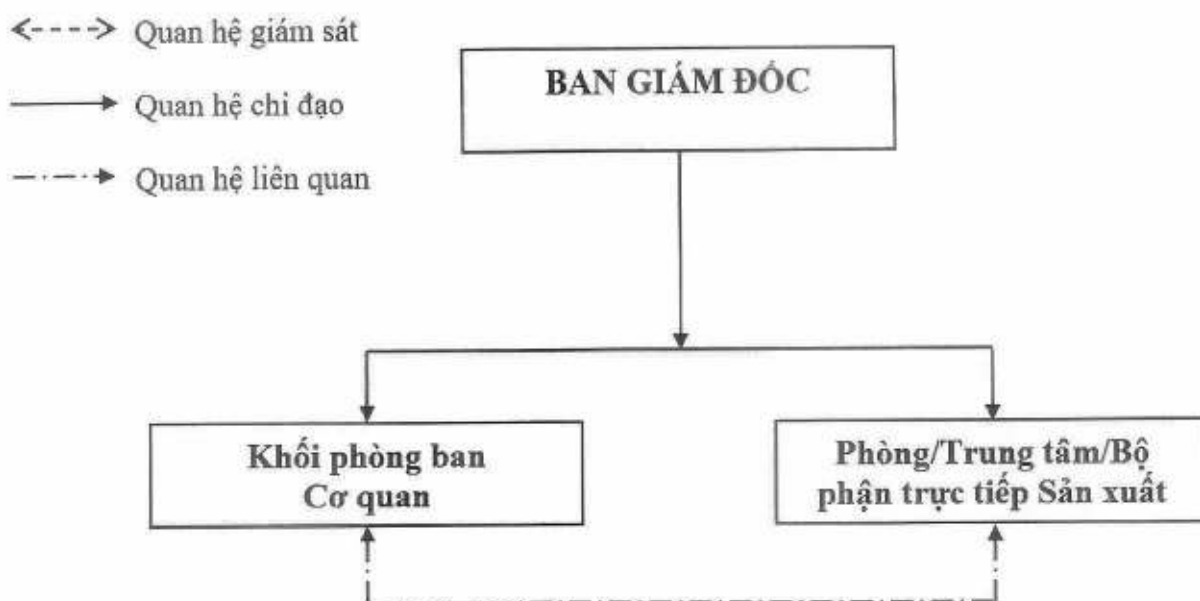 Quan hệ giám sát
Quan hệ chỉ đạo
Quan hệ liên quan
BAN GIÁM ĐỐC
Khối phòng ban
Cơ quan
Phòng/Trung tâm/Bộ
phận trực tiếp Sản xuất